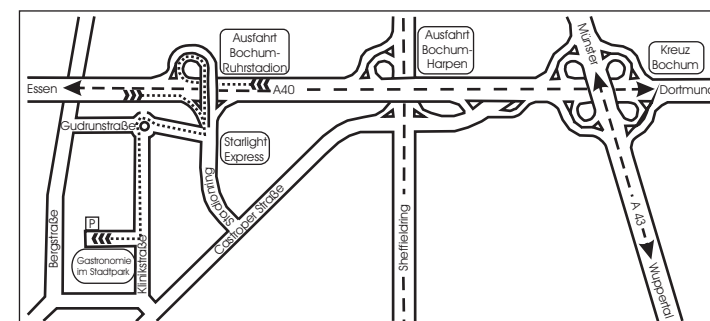 Ausfahrt
Bochum-
Ruhrstadion
Ausfahrt
Bochum-
Harpen
Münster
Kreuz
Bochum
Essen
A40
Dortmund
Gudrunstraße
Starlight
Express
Stadionring
Castroper Straße
Sheffieldring
A 43
Wuppertal
Bergstraße
P
Klinikstraße
Gastronomie
im Stadtpark